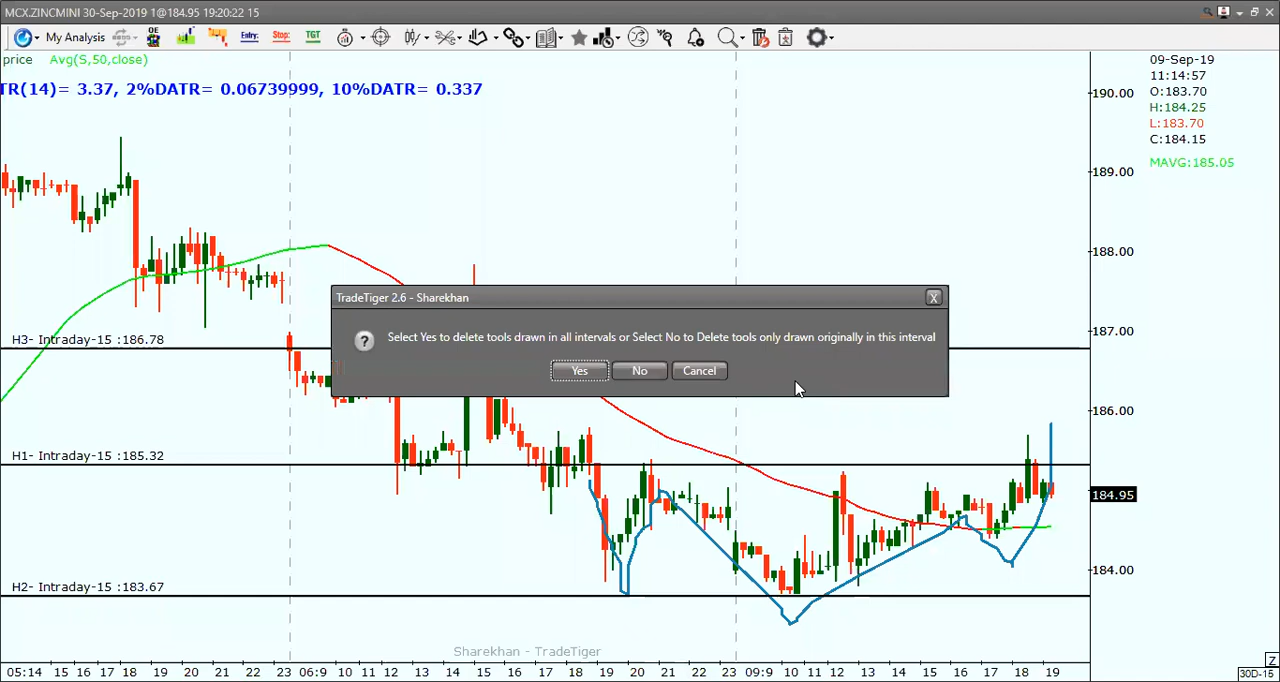 MCX.ZINCMINI 30-Sep-2019 1@184.95 19:20:22 15
My Analysis
OE
Entry:
Stop:
TGT
price Avg(S,50,close)
TR(14)= 3.37, 2%DATR= 0.06739999, 10%DATR= 0.337
09-Sep-19
11:14:57
O:183.70
H:184.25
L:183.70
C:184.15
MAVG:185.05
190.00
189.00
188.00
187.00
186.00
184.95
184.00
TradeTiger 2.6 - Sharekhan
X
?
Select Yes to delete tools drawn in all intervals or Select No to Delete tools only drawn originally in this interval
Yes No Cancel
H3- Intraday-15 :186.78
H1- Intraday-15 :185.32
H2- Intraday-15 :183.67
Sharekhan - TradeTiger
05:14 15 16 17 18 19 20 21 22 23 06:9 10 11 12 13 14 15 16 17 18 19 20 21 22 23 09:9 10 11 12 13 14 15 16 17 18 19
Z
30D-15